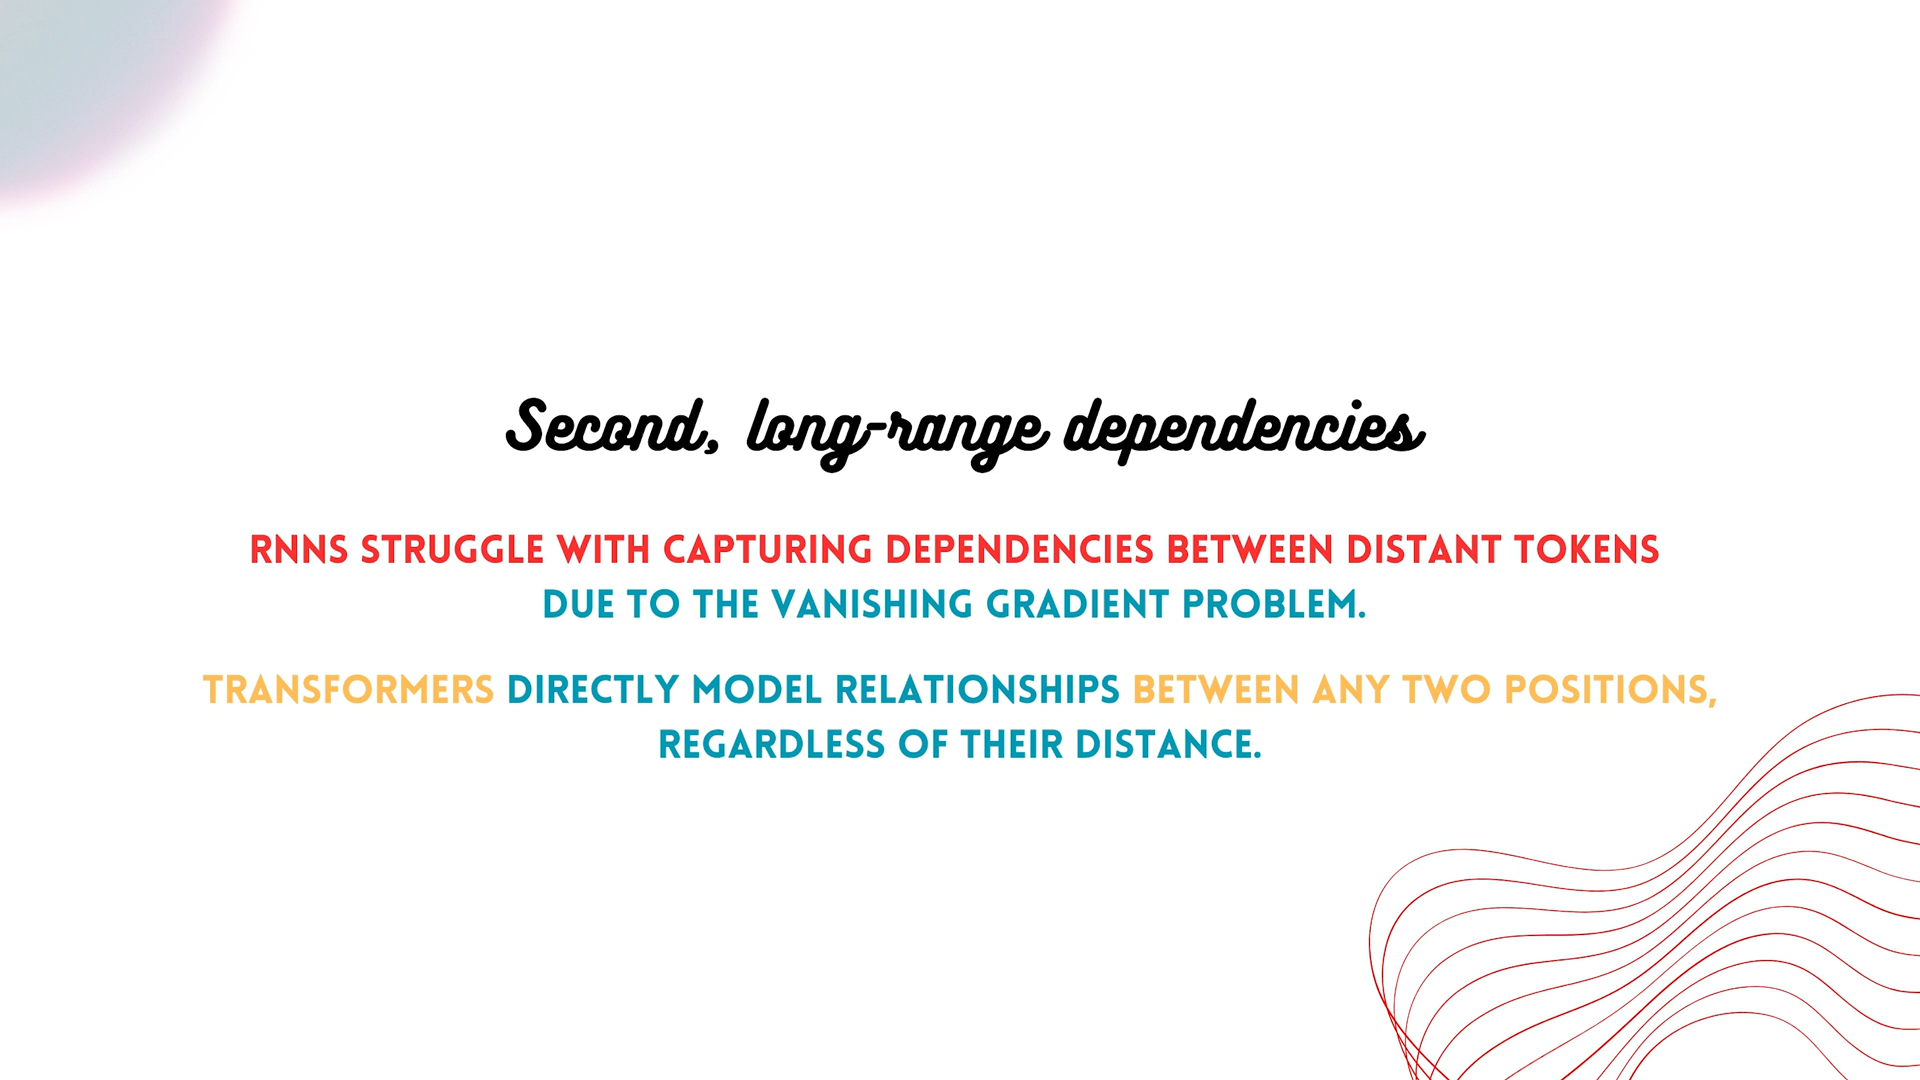 Second, long-range dependencies
RNNS STRUGGLE WITH CAPTURING DEPENDENCIES BETWEEN DISTANT TOKENS
DUE TO THE VANISHING GRADIENT PROBLEM.
TRANSFORMERS DIRECTLY MODEL RELATIONSHIPS BETWEEN ANY TWO POSITIONS,
REGARDLESS OF THEIR DISTANCE.